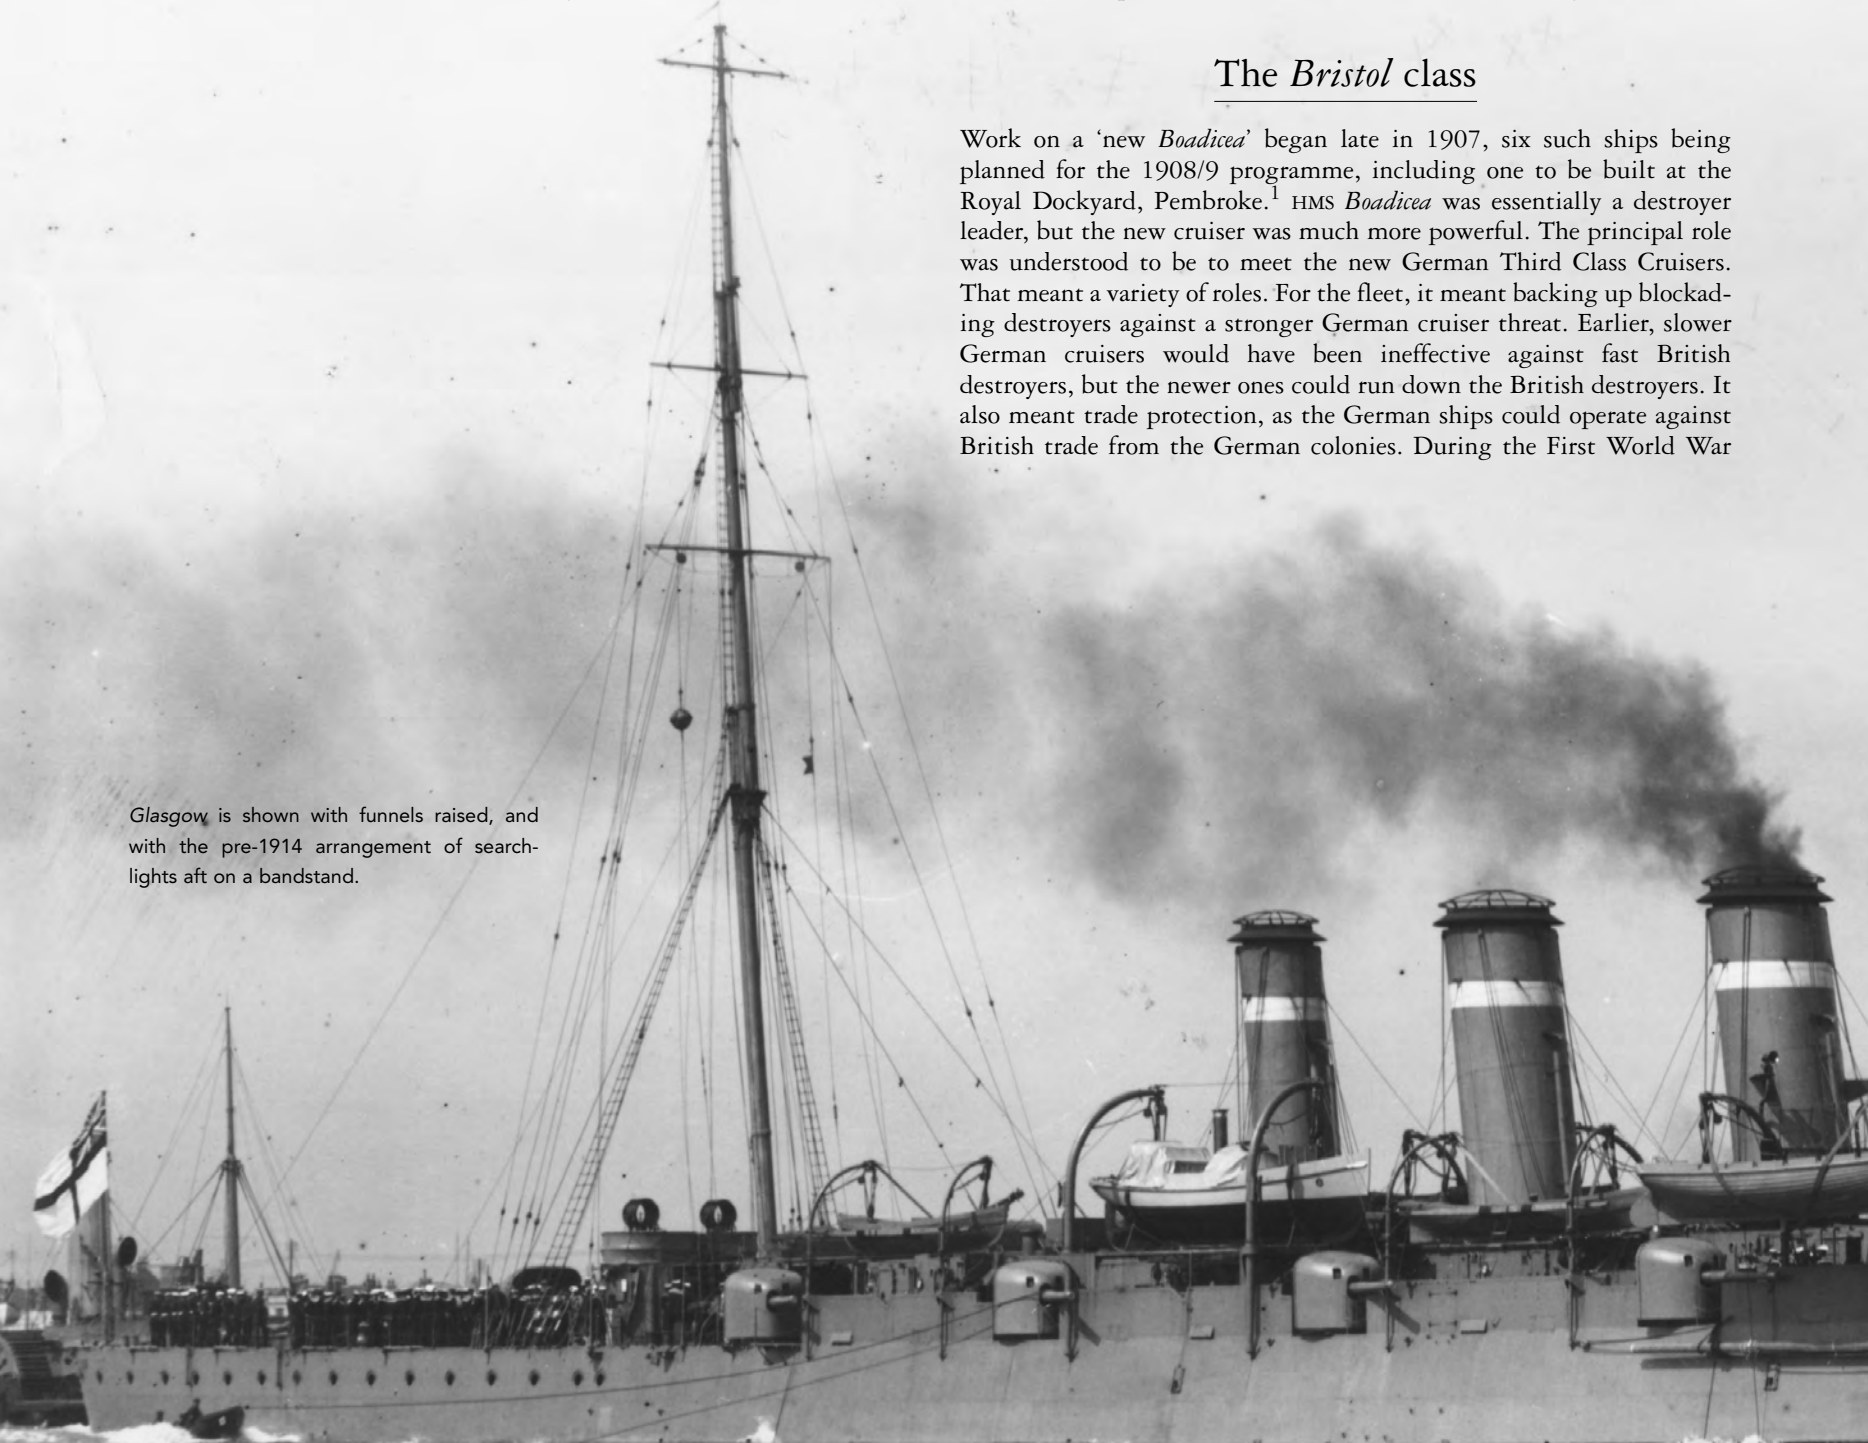 The Bristol class
Work on a ‘new Boadicea’ began late in 1907, six such ships being
planned for the 1908/9 programme, including one to be built at the
Royal Dockyard, Pembroke.1 HMS Boadicea was essentially a destroyer
leader, but the new cruiser was much more powerful. The principal role
was understood to be to meet the new German Third Class Cruisers.
That meant a variety of roles. For the fleet, it meant backing up blockad-
ing destroyers against a stronger German cruiser threat. Earlier, slower
German cruisers would have been ineffective against fast British
destroyers, but the newer ones could run down the British destroyers. It
also meant trade protection, as the German ships could operate against
British trade from the German colonies. During the First World War
Glasgow is shown with funnels raised, and
with the pre-1914 arrangement of search-
lights aft on a bandstand.